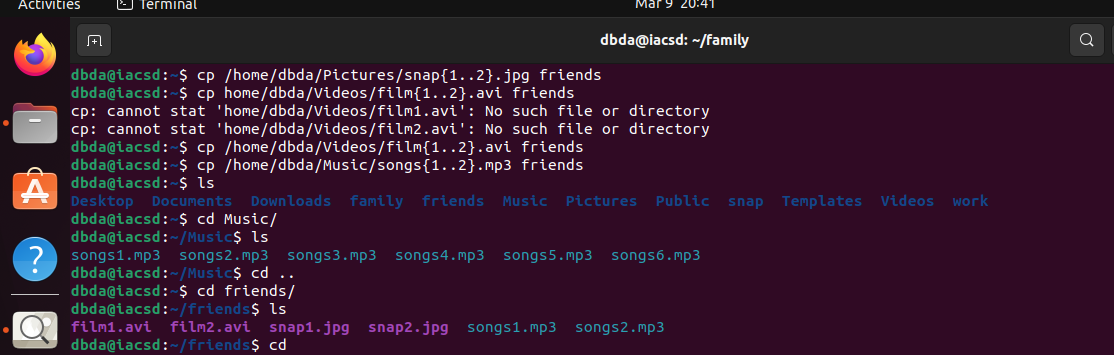 Activities Terminal Mar 9 20:41
dbda@iacsd: ~/family
dbda@iacsd:~$ cp /home/dbda/Pictures/snap{1..2}.jpg friends
dbda@iacsd:~$ cp home/dbda/Videos/film{1..2}.avi friends
cp: cannot stat 'home/dbda/Videos/film1.avi': No such file or directory
cp: cannot stat 'home/dbda/Videos/film2.avi': No such file or directory
dbda@iacsd:~$ cp /home/dbda/Videos/film{1..2}.avi friends
dbda@iacsd:~$ cp /home/dbda/Music/songs{1..2}.mp3 friends
dbda@iacsd:~$ ls
Desktop Documents Downloads family friends Music Pictures Public snap Templates Videos work
dbda@iacsd:~$ cd Music/
dbda@iacsd:~/Music$ ls
songs1.mp3 songs2.mp3 songs3.mp3 songs4.mp3 songs5.mp3 songs6.mp3
dbda@iacsd:~/Music$ cd ..
dbda@iacsd:~$ cd friends/
dbda@iacsd:~/friends$ ls
film1.avi film2.avi snap1.jpg snap2.jpg songs1.mp3 songs2.mp3
dbda@iacsd:~/friends$ cd